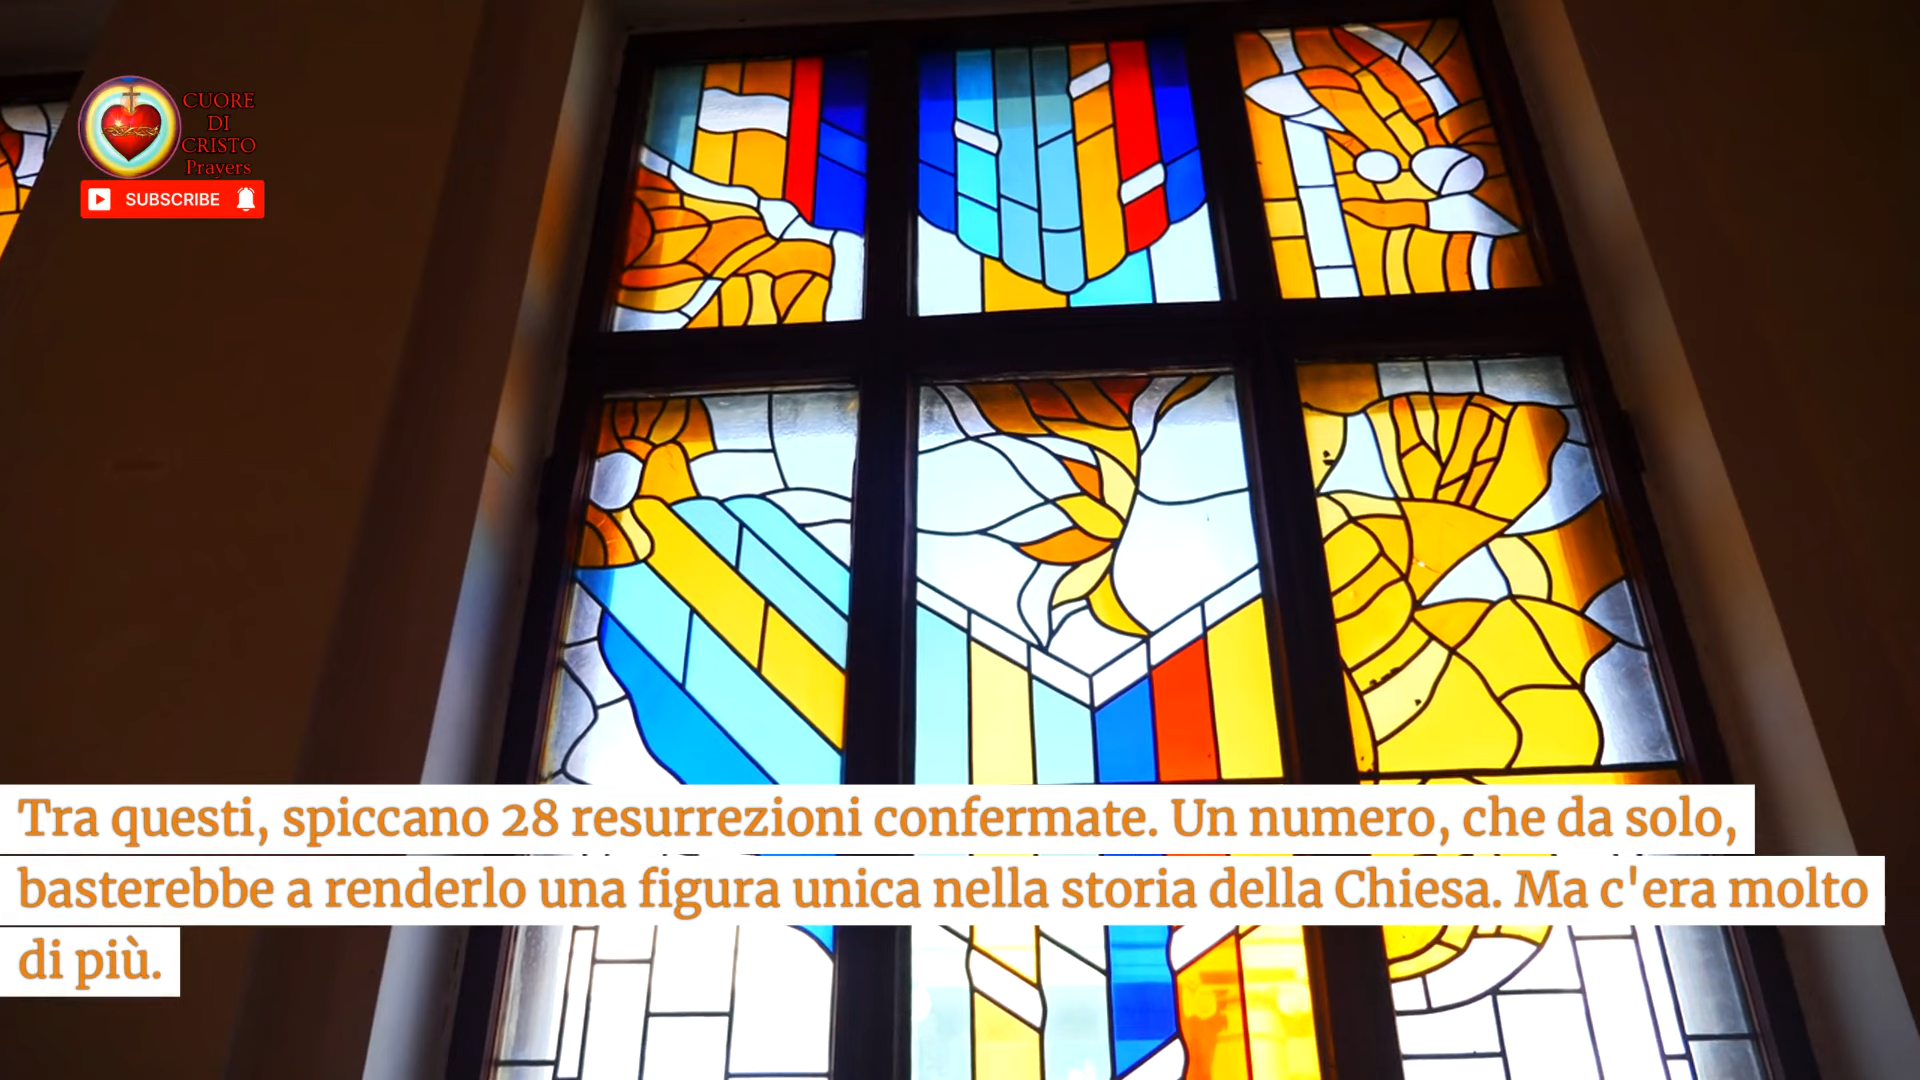 CUORE
DI
CRISTO
Prayers
SUBSCRIBE
Tra questi, spiccano 28 resurrezioni confermate. Un numero, che da solo,
basterebbe a renderlo una figura unica nella storia della Chiesa. Ma c'era molto
di più.